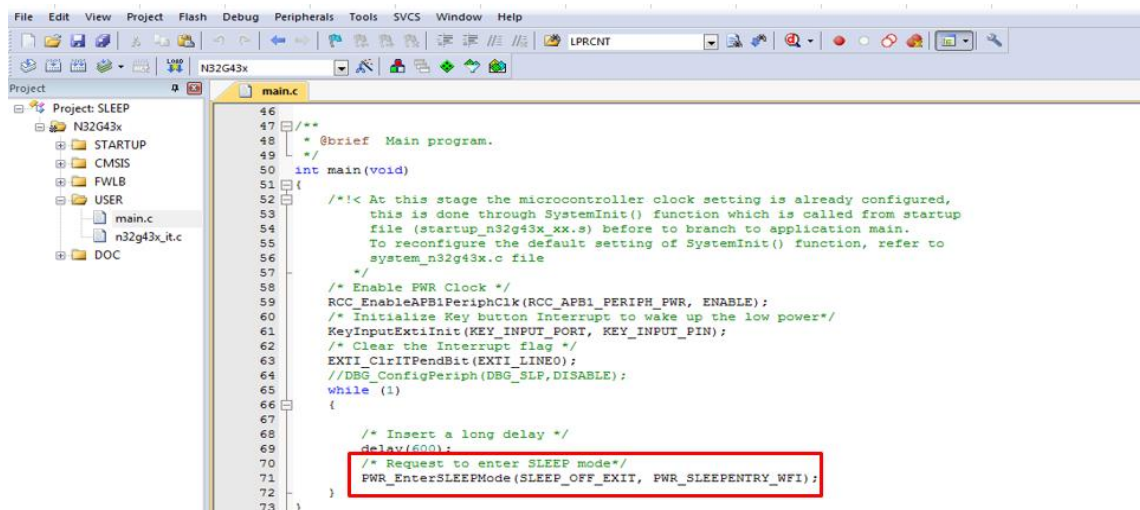 File Edit View Project Flash Debug Peripherals Tools SVCS Window Help
LPRCNT
LOAD N32G43x
Project main.c
Project: SLEEP
N32G43x
STARTUP
CMSIS
FWLB
USER
main.c
n32g43x_it.c
DOC
46
47 /**
48 * @brief Main program.
49 */
50 int main(void)
51 {
52 /*!< At this stage the microcontroller clock setting is already configured,
53 this is done through SystemInit() function which is called from startup
54 file (startup_n32g43x_xx.s) before to branch to application main.
55 To reconfigure the default setting of SystemInit() function, refer to
56 system_n32g43x.c file
57 */
58 /* Enable PWR Clock */
59 RCC_EnableAPB1PeriphClk(RCC_APB1_PERIPH_PWR, ENABLE);
60 /* Initialize Key button Interrupt to wake up the low power*/
61 KeyInputExtiInit(KEY_INPUT_PORT, KEY_INPUT_PIN);
62 /* Clear the Interrupt flag */
63 EXTI_ClrITPendBit(EXTI_LINE0);
64 //DBG_ConfigPeriph(DBG_SLP,DISABLE);
65 while (1)
66 {
67
68 /* Insert a long delay */
69 delay(600);
70 /* Request to enter SLEEP mode*/
71 PWR_EnterSLEEPMode(SLEEP_OFF_EXIT, PWR_SLEEPENTRY_WFI);
72 }
73 }